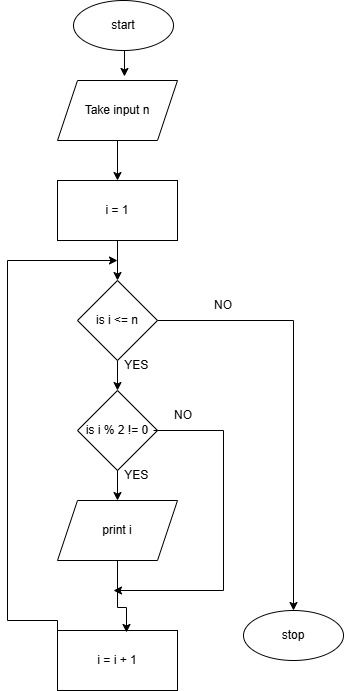 start
Take input n
i = 1
is i <= n
NO
YES
is i % 2 != 0
NO
YES
print i
i = i + 1
stop